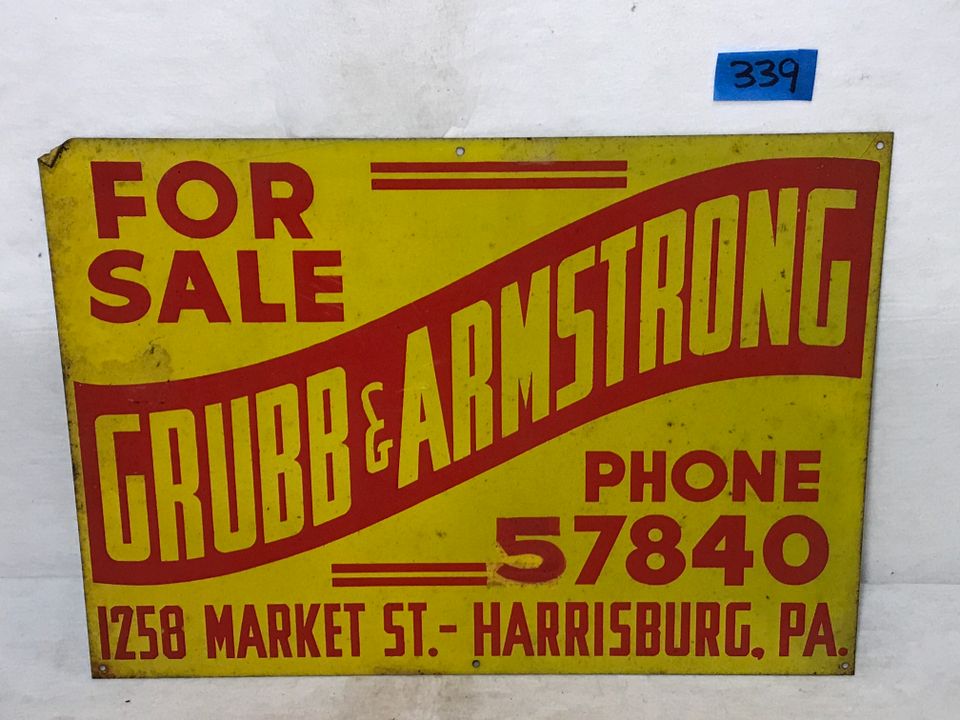 339
FOR
SALE
GRUBB & ARMSTRONG
PHONE
57840
1258 MARKET ST.- HARRISBURG, PA.